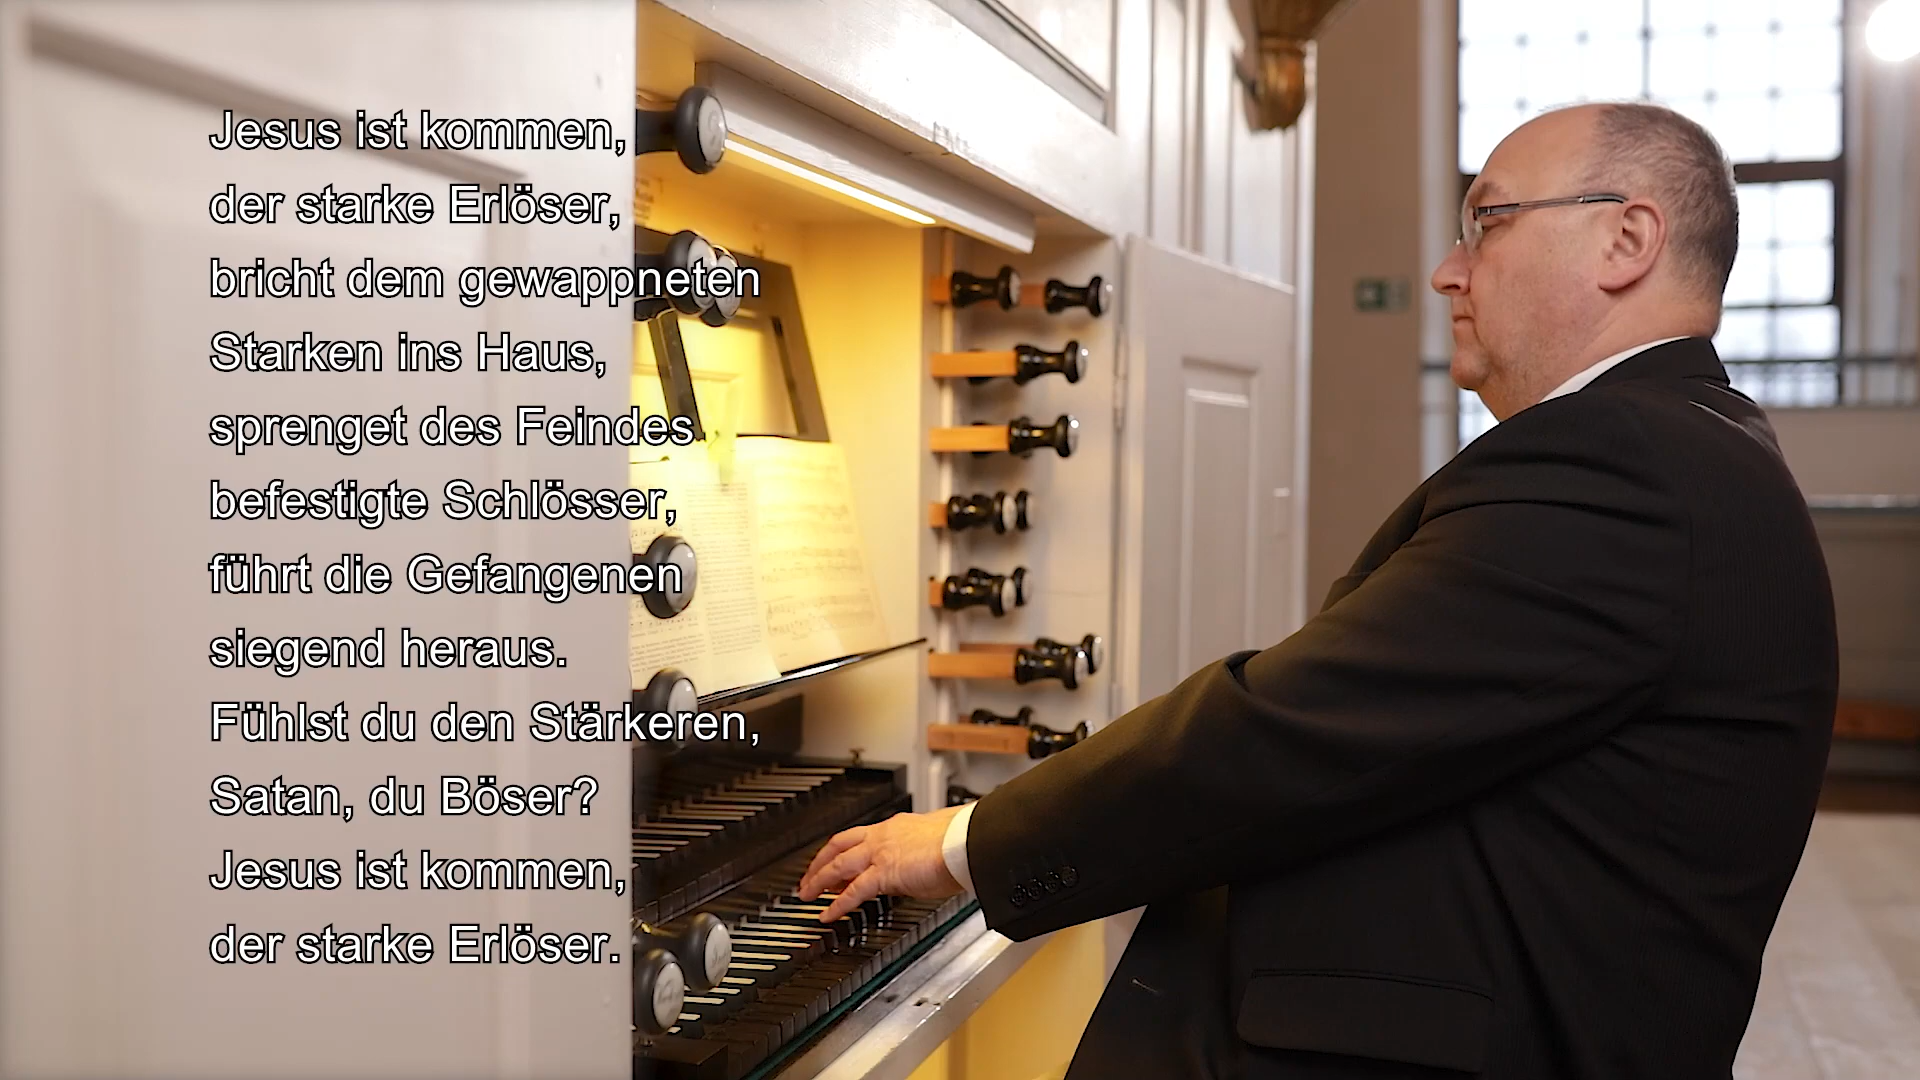 Jesus ist kommen,
der starke Erlöser,
bricht dem gewappneten
Starken ins Haus,
sprenget des Feindes
befestigte Schlösser,
führt die Gefangenen
siegend heraus.
Fühlst du den Stärkeren,
Satan, du Böser?
Jesus ist kommen,
der starke Erlöser.